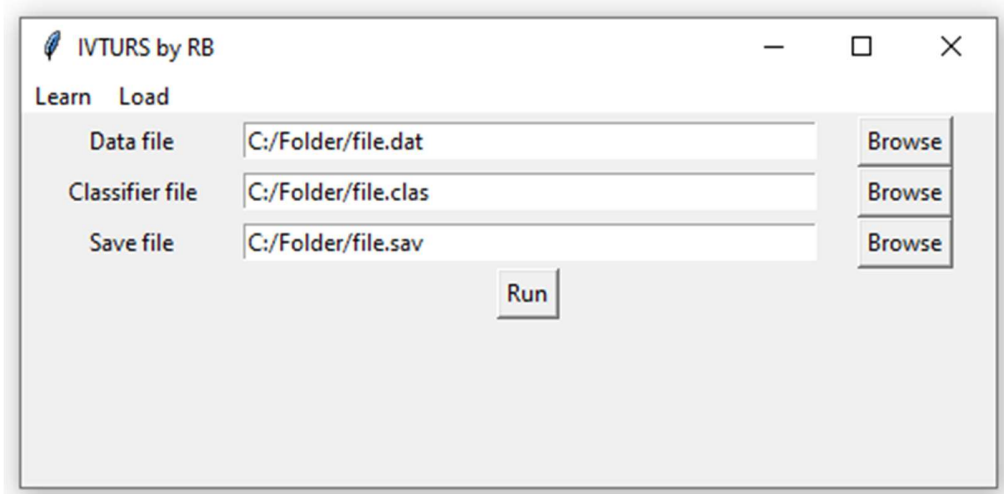 IVTURS by RB
Learn Load
Data file C:/Folder/file.dat Browse
Classifier file C:/Folder/file.clas Browse
Save file C:/Folder/file.sav Browse
Run